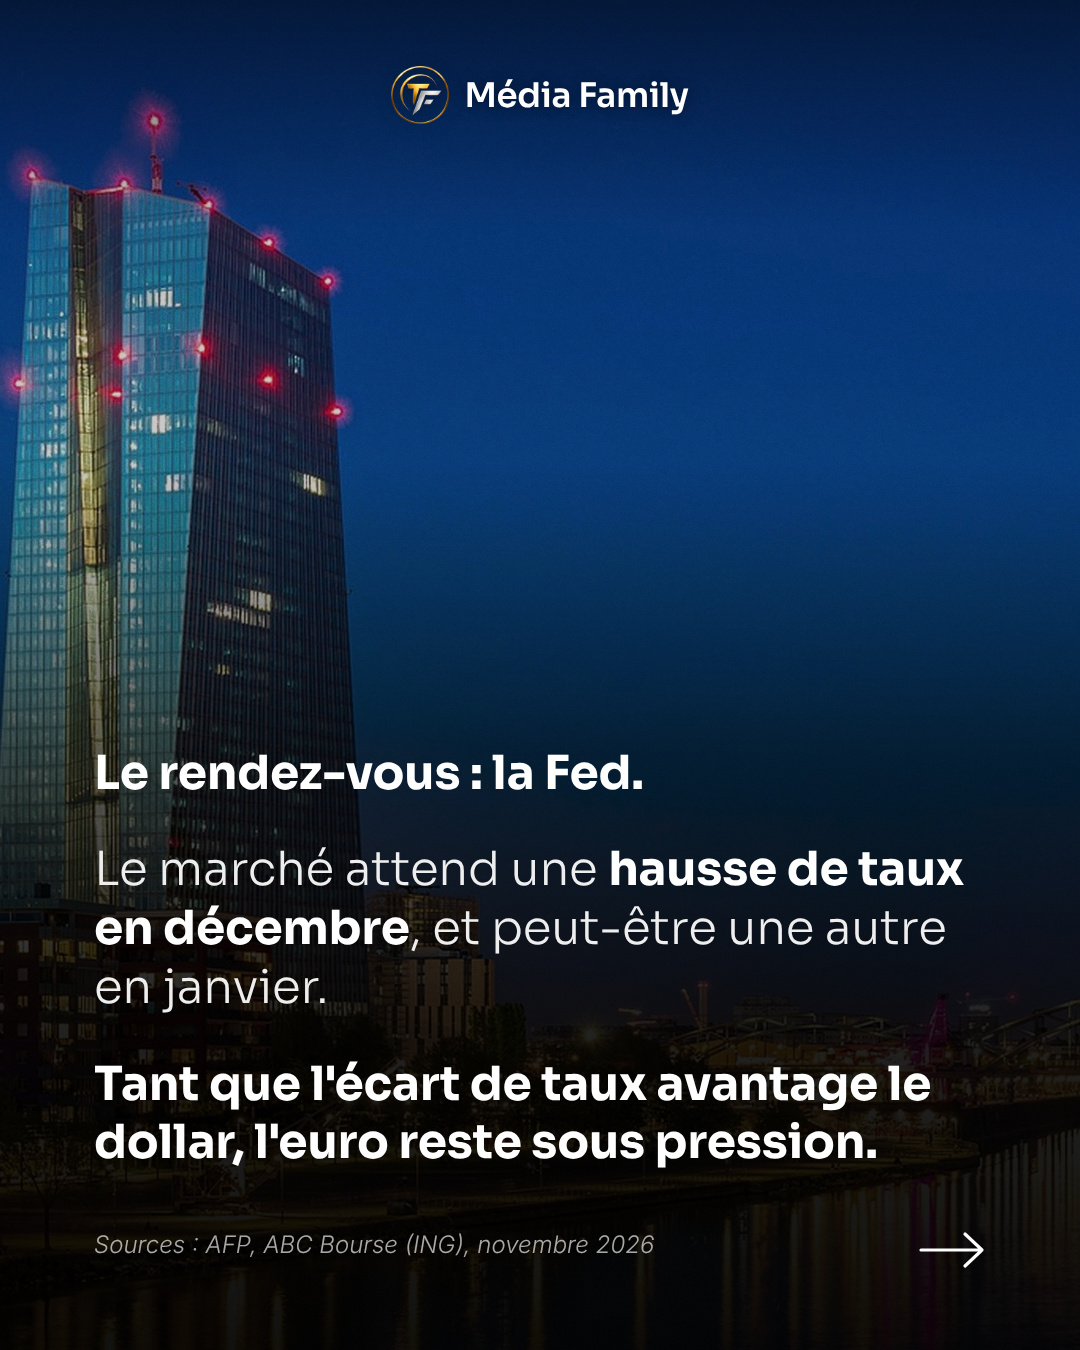 TF Média Family
Le rendez-vous : la Fed.
Le marché attend une hausse de taux
en décembre, et peut-être une autre
en janvier.
Tant que l'écart de taux avantage le
dollar, l'euro reste sous pression.
Sources : AFP, ABC Bourse (ING), novembre 2026